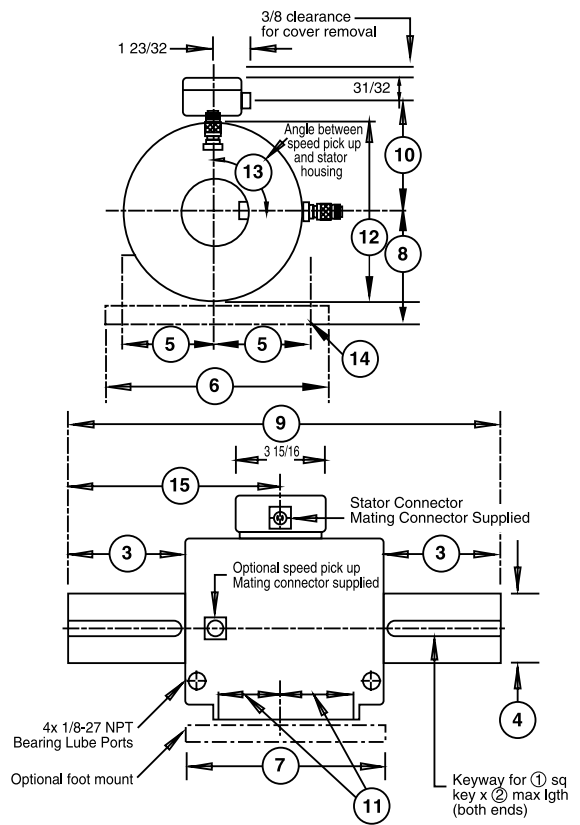 3/8 clearance
for cover removal
1 23/32
31/32
Angle between
speed pick up
and stator
housing
10
13
12
8
5
5
14
6
9
3 15/16
15
Stator Connector
Mating Connector Supplied
3
3
Optional speed pick up
Mating connector supplied
4x 1/8-27 NPT
Bearing Lube Ports
4
Optional foot mount
7
11
Keyway for ① sq
key x ② max lgth
(both ends)